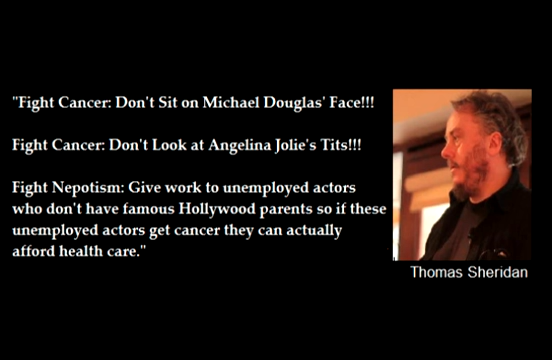 "Fight Cancer: Don't Sit on Michael Douglas' Face!!!
Fight Cancer: Don't Look at Angelina Jolie's Tits!!!
Fight Nepotism: Give work to unemployed actors
who don't have famous Hollywood parents so if these
unemployed actors get cancer they can actually
afford health care."
Thomas Sheridan